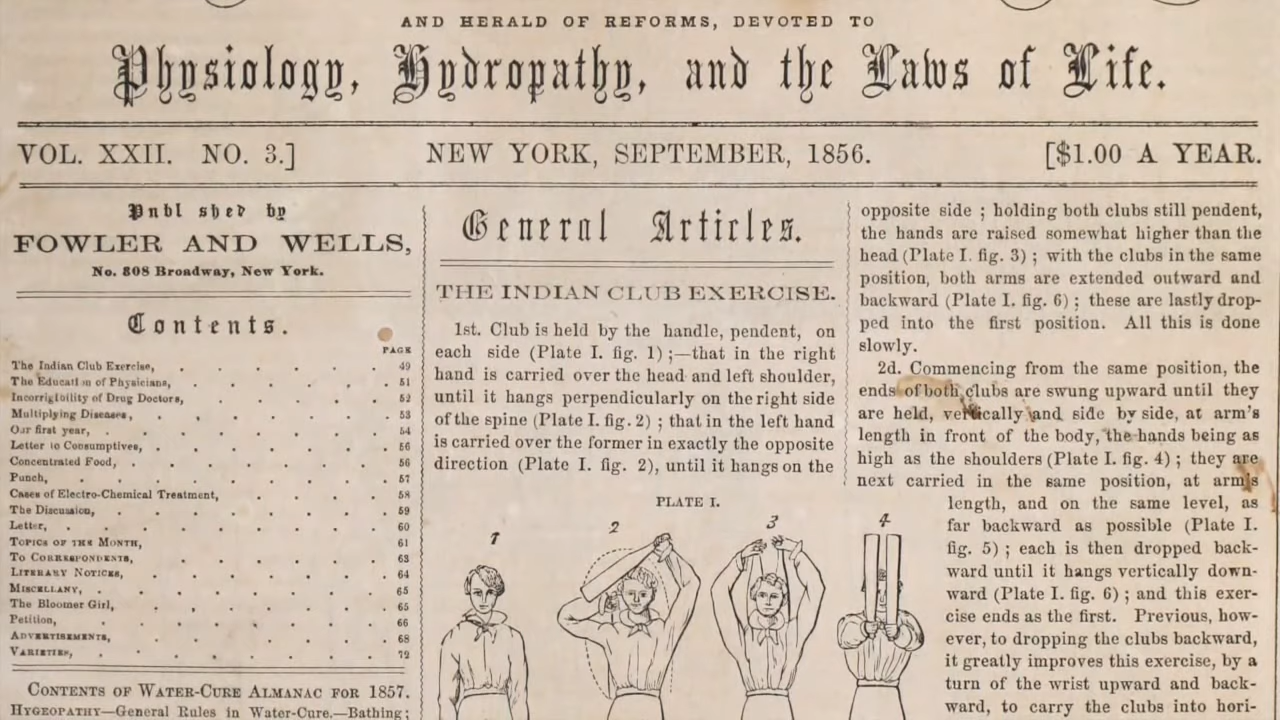 AND HERALD OF REFORMS, DEVOTED TO
Physiology, Hydropathy, and the Laws of Life.
VOL. XXII. NO. 3.]
NEW YORK, SEPTEMBER, 1856.
[$1.00 A YEAR.
Publ shed by
FOWLER AND WELLS,
No. 808 Broadway, New York.
Contents.
PAGE
The Indian Club Exercise, . . . . . . 49
The Educati n of Physicians, . . . . . . 51
Incorrigibility of Drug Doctors, . . . . . 52
Multiplying Diseases, . . . . . . . 53
Our first year, . . . . . . . . 54
Letter to Consumptives, . . . . . . . 56
Concentrated Food, . . . . . . . 56
Punch, . . . . . . . . 57
Cases of Electro-Chemical Treatment, . . . . 58
The Discussion, . . . . . . . 59
Letter, . . . . . . . . 60
TOPICS OF THE MONTH, . . . . . . 61
TO CORRESPONDENTS, . . . . . . 63
LITERARY NOTICES, . . . . . . . 64
MISCELLANY, . . . . . . . . 65
The Bloomer Girl, . . . . . . . 65
Petition, . . . . . . . . 66
ADVERTISEMENTS, . . . . . . . 68
VARIETIES, . . . . . . . . 72
CONTENTS OF WATER-CURE ALMANAC FOR 1857.
HYGEOPATHY—General Rules in Water-Cure.—Bathing;
General Articles.
THE INDIAN CLUB EXERCISE.
1st. Club is held by the handle, pendent, on
each side (Plate I. fig. 1) ;—that in the right
hand is carried over the head and left shoulder,
until it hangs perpendicularly on the right side
of the spine (Plate I. fig. 2) ; that in the left hand
is carried over the former in exactly the opposite
direction (Plate I. fig. 2), until it hangs on the
PLATE I.
1
2
3
4
opposite side ; holding both clubs still pendent,
the hands are raised somewhat higher than the
head (Plate I. fig. 3) ; with the clubs in the same
position, both arms are extended outward and
backward (Plate I. fig. 6) ; these are lastly drop-
ped into the first position. All this is done
slowly.
2d. Commencing from the same position, the
ends of both clubs are swung upward until they
are held, vertically and side by side, at arm's
length in front of the body, the hands being as
high as the shoulders (Plate I. fig. 4) ; they are
next carried in the same position, at arm's
length, and on the same level, as
far backward as possible (Plate I.
fig. 5) ; each is then dropped back-
ward until it hangs vertically down-
ward (Plate I. fig. 6) ; and this exer-
cise ends as the first. Previous, how-
ever, to dropping the clubs backward,
it greatly improves this exercise, by a
turn of the wrist upward and back-
ward, to carry the clubs into hori-